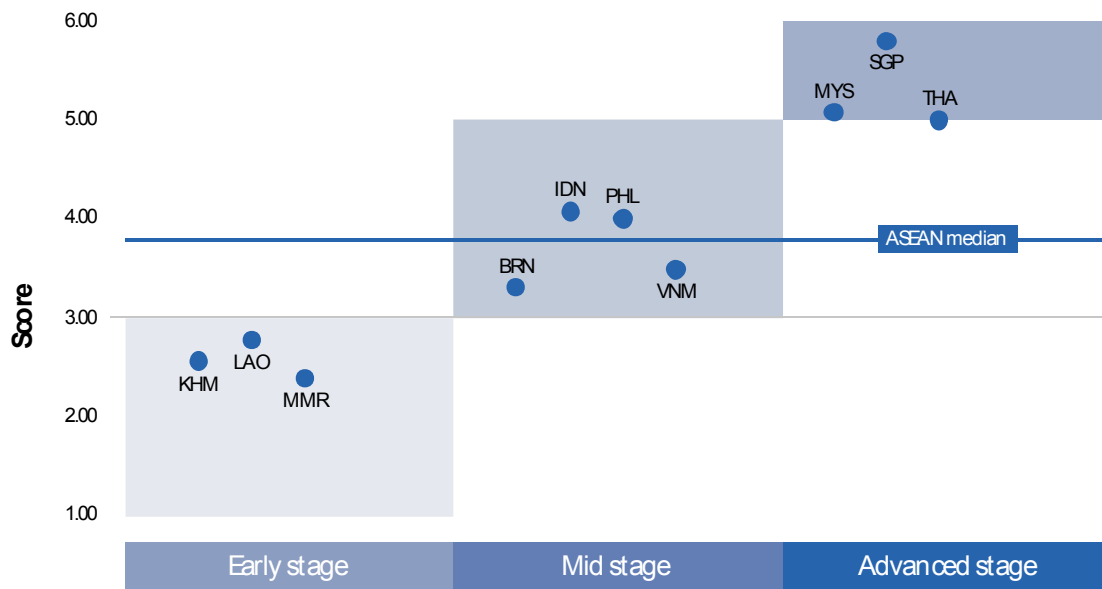 6.00
SGP
MYS
THA
5.00
IDN
PHL
4.00
ASEAN median
BRN
VNM
3.00
Score
LAO
KHM
MMR
2.00
1.00
Early stage
Mid stage
Advanced stage